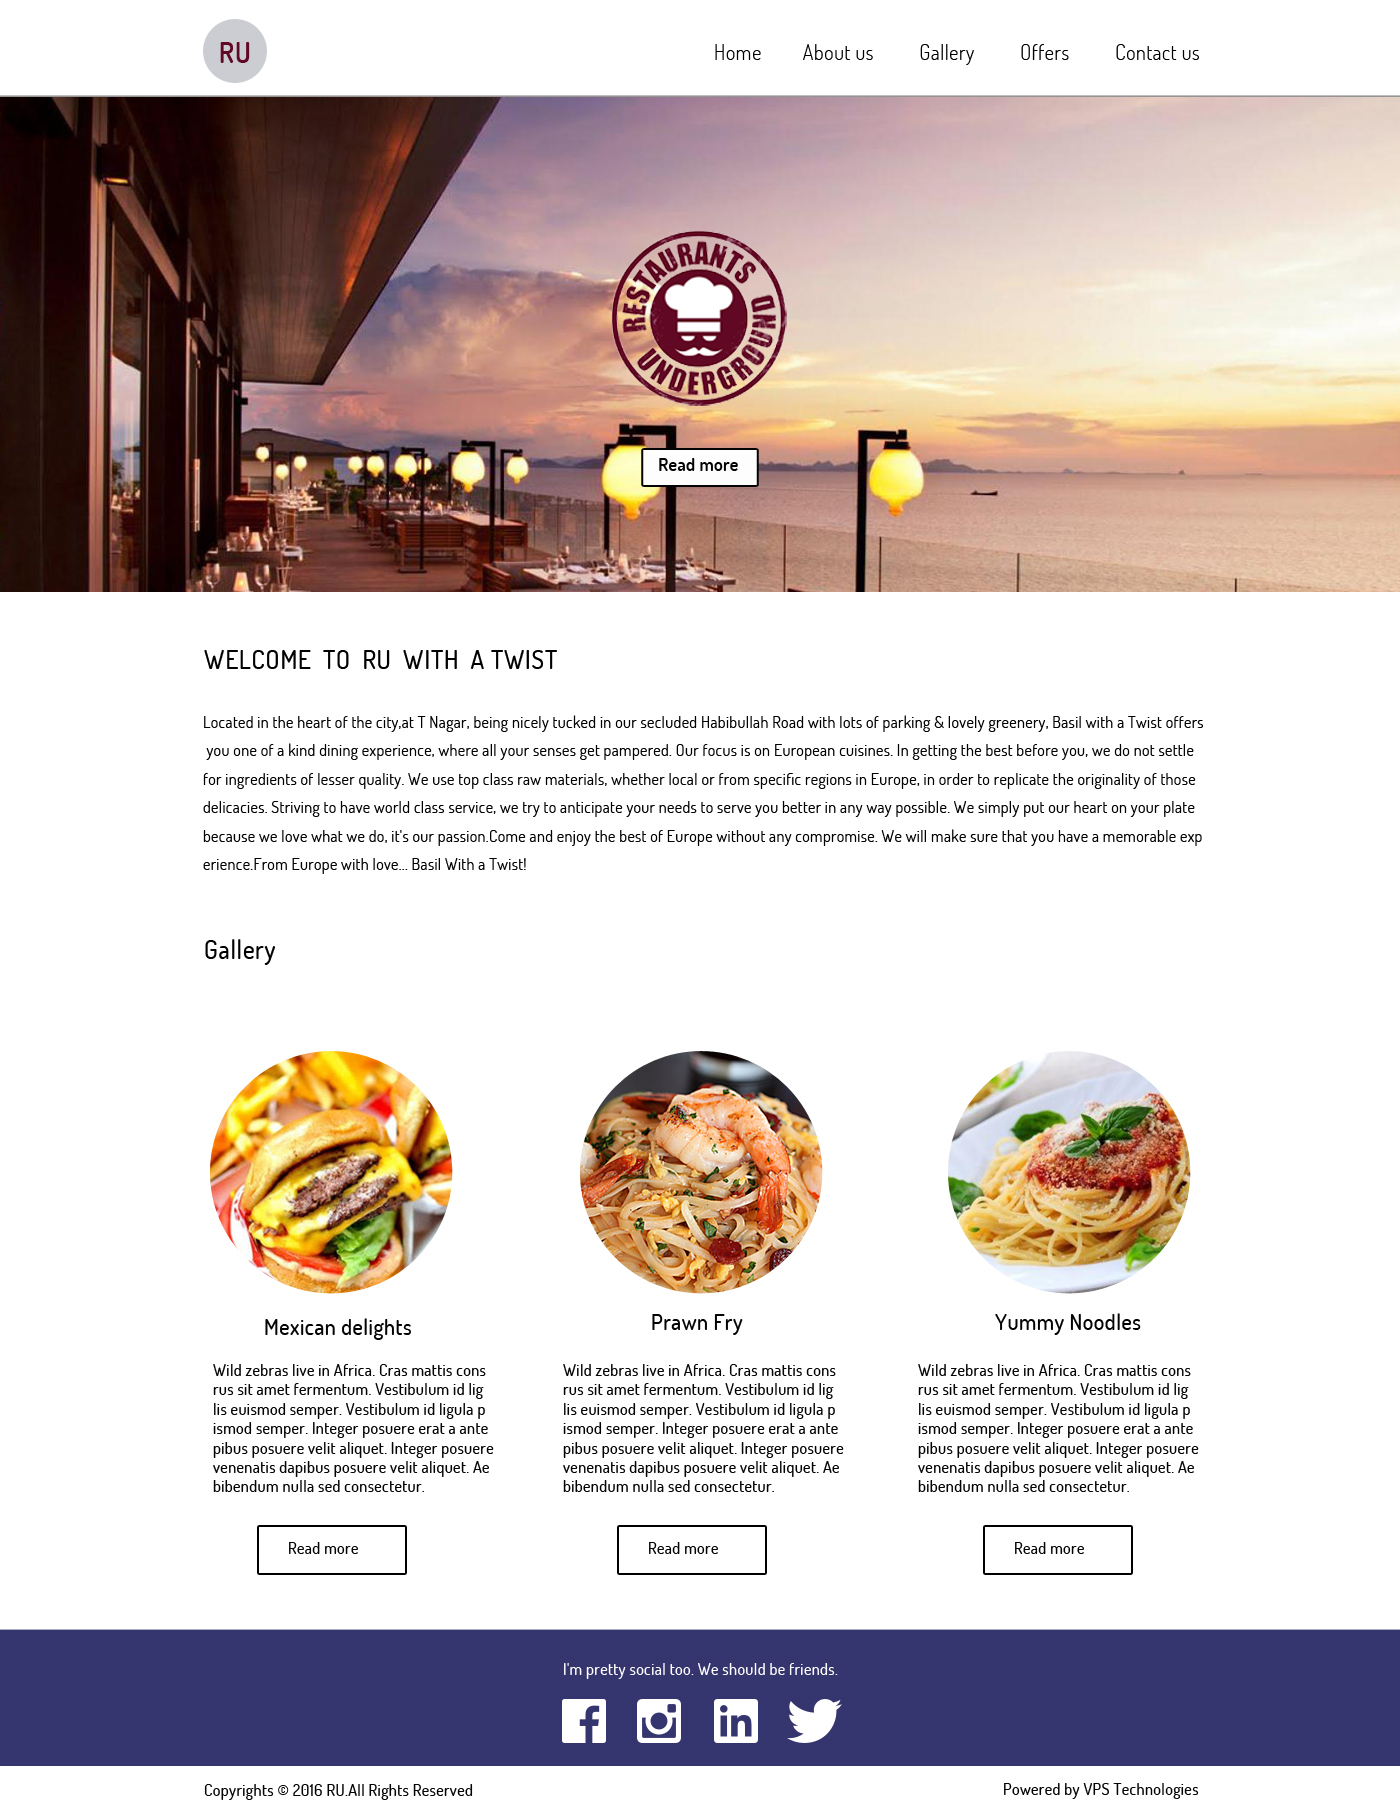 RU
Home About us Gallery Offers Contact us
RESTAURANTS
UNDERGROUND
Read more
WELCOME TO RU WITH A TWIST
Located in the heart of the city,at T Nagar, being nicely tucked in our secluded Habibullah Road with lots of parking & lovely greenery, Basil with a Twist offers
you one of a kind dining experience, where all your senses get pampered. Our focus is on European cuisines. In getting the best before you, we do not settle
for ingredients of lesser quality. We use top class raw materials, whether local or from specific regions in Europe, in order to replicate the originality of those
delicacies. Striving to have world class service, we try to anticipate your needs to serve you better in any way possible. We simply put our heart on your plate
because we love what we do, it's our passion.Come and enjoy the best of Europe without any compromise. We will make sure that you have a memorable exp
erience.From Europe with love... Basil With a Twist!
Gallery
Mexican delights
Wild zebras live in Africa. Cras mattis cons
rus sit amet fermentum. Vestibulum id lig
lis euismod semper. Vestibulum id ligula p
ismod semper. Integer posuere erat a ante
pibus posuere velit aliquet. Integer posuere
venenatis dapibus posuere velit aliquet. Ae
bibendum nulla sed consectetur.
Read more
Prawn Fry
Wild zebras live in Africa. Cras mattis cons
rus sit amet fermentum. Vestibulum id lig
lis euismod semper. Vestibulum id ligula p
ismod semper. Integer posuere erat a ante
pibus posuere velit aliquet. Integer posuere
venenatis dapibus posuere velit aliquet. Ae
bibendum nulla sed consectetur.
Read more
Yummy Noodles
Wild zebras live in Africa. Cras mattis cons
rus sit amet fermentum. Vestibulum id lig
lis euismod semper. Vestibulum id ligula p
ismod semper. Integer posuere erat a ante
pibus posuere velit aliquet. Integer posuere
venenatis dapibus posuere velit aliquet. Ae
bibendum nulla sed consectetur.
Read more
I'm pretty social too. We should be friends.
Copyrights © 2016 RU.All Rights Reserved
Powered by VPS Technologies